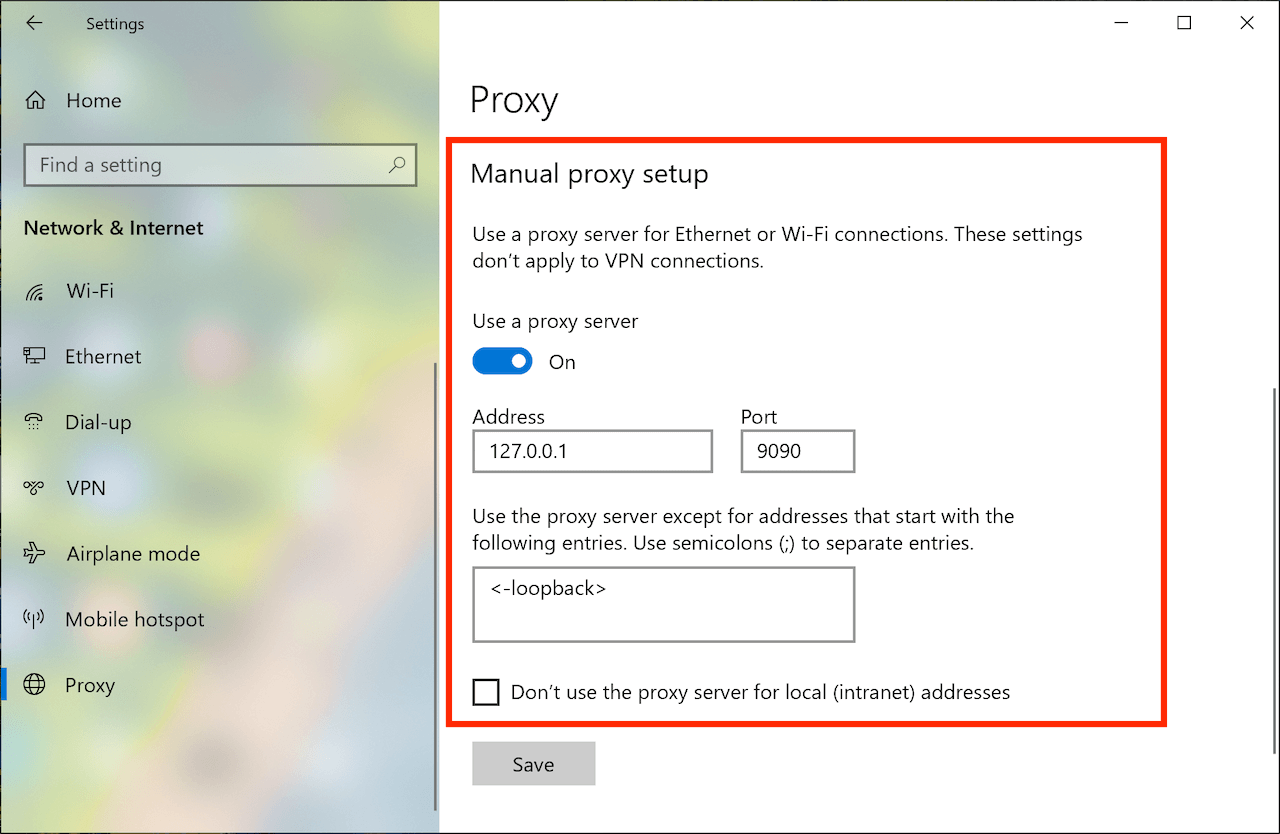 Settings
Home
Find a setting
Network & Internet
Wi-Fi
Ethernet
Dial-up
VPN
Airplane mode
Mobile hotspot
Proxy
Proxy
Manual proxy setup
Use a proxy server for Ethernet or Wi-Fi connections. These settings
don't apply to VPN connections.
Use a proxy server
On
Address
Port
127.0.0.1
9090
Use the proxy server except for addresses that start with the
following entries. Use semicolons (;) to separate entries.
<-loopback>
Don't use the proxy server for local (intranet) addresses
Save